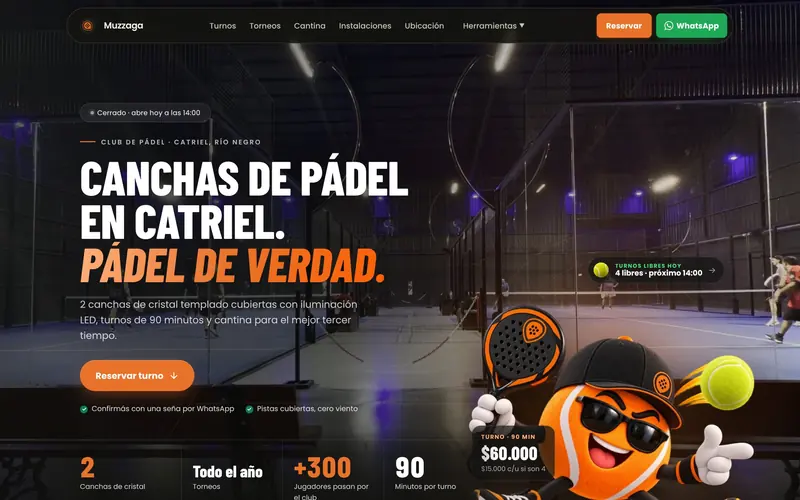 Muzzaga
Turnos
Torneos
Cantina
Instalaciones
Ubicación
Herramientas ▼
Reservar
WhatsApp
Cerrado · abre hoy a las 14:00
CLUB DE PÁDEL · CATRIEL, RÍO NEGRO
CANCHAS DE PÁDEL
EN CATRIEL.
PÁDEL DE VERDAD.
2 canchas de cristal templado cubiertas con iluminación
LED, turnos de 90 minutos y cantina para el mejor tercer
tiempo.
TURNOS LIBRES HOY
4 libres · próximo 14:00 →
Reservar turno ↓
Confirmás con una seña por WhatsApp
Pistas cubiertas, cero viento
TURNO · 90 MIN
$60.000
$15.000 c/u si son 4
2
Canchas de cristal
Todo el año
Torneos
+300
Jugadores pasan por
el club
90
Minutos por turno